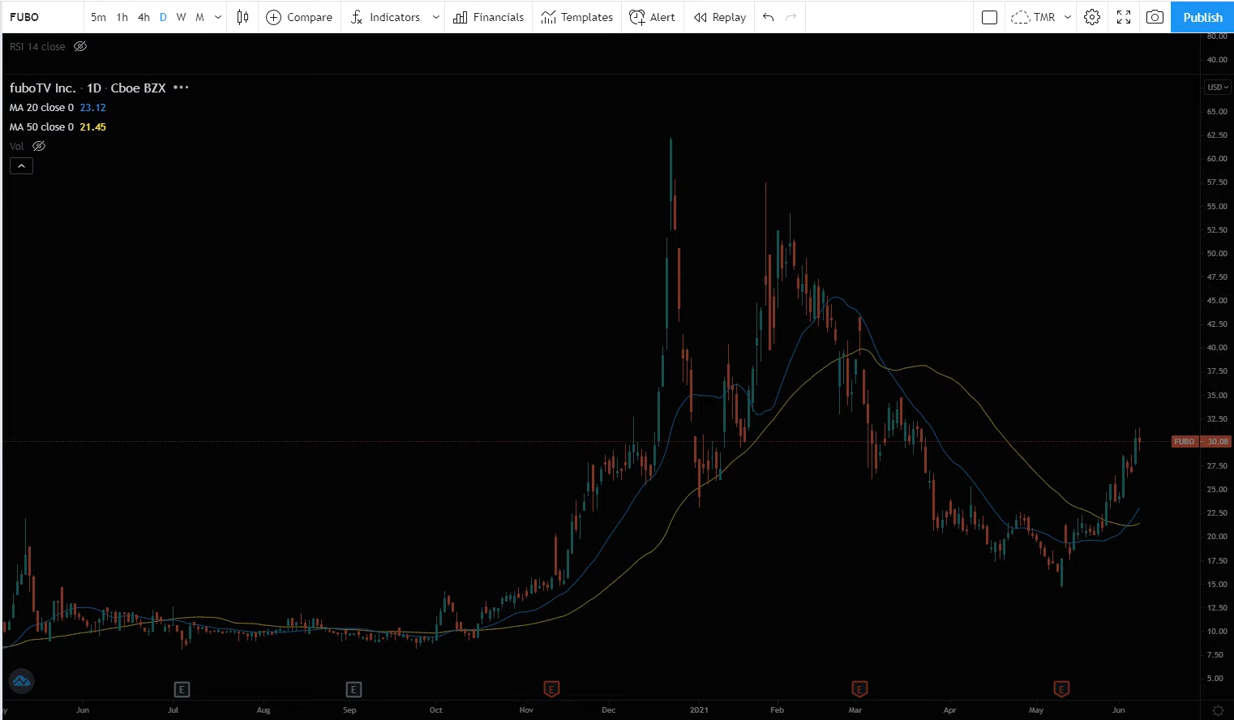 FUBO 5m 1h 4h D W M Compare Indicators Financials Templates Alert Replay TMR Publish
RSI 14 close
80.00
40.00
fuboTV Inc. · 1D · Cboe BZX
USD
MA 20 close 0 23.12
MA 50 close 0 21.45
Vol
65.00
62.50
60.00
57.50
55.00
52.50
50.00
47.50
45.00
42.50
40.00
37.50
35.00
32.50
FUBO 30.08
27.50
25.00
22.50
20.00
17.50
15.00
12.50
10.00
7.50
5.00
E E E E E
Jun Jul Aug Sep Oct Nov Dec 2021 Feb Mar Apr May Jun